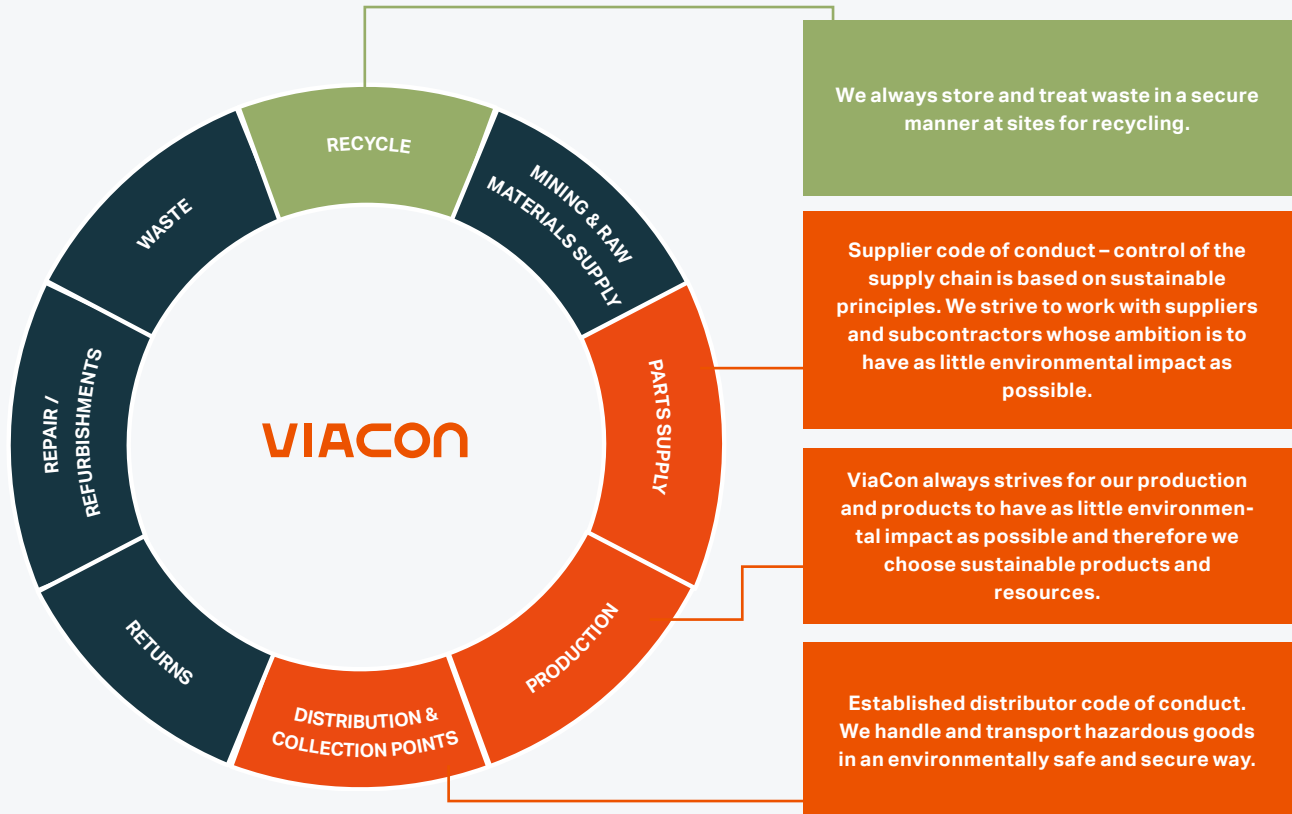 RECYCLE
MINING & RAW
MATERIALS SUPPLY
PARTS SUPPLY
PRODUCTION
DISTRIBUTION &
COLLECTION POINTS
RETURNS
REPAIR /
REFURBISHMENTS
WASTE
VIACON
We always store and treat waste in a secure
manner at sites for recycling.
Supplier code of conduct – control of the
supply chain is based on sustainable
principles. We strive to work with suppliers
and subcontractors whose ambition is to
have as little environmental impact as
possible.
ViaCon always strives for our production
and products to have as little environmen-
tal impact as possible and therefore we
choose sustainable products and
resources.
Established distributor code of conduct.
We handle and transport hazardous goods
in an environmentally safe and secure way.